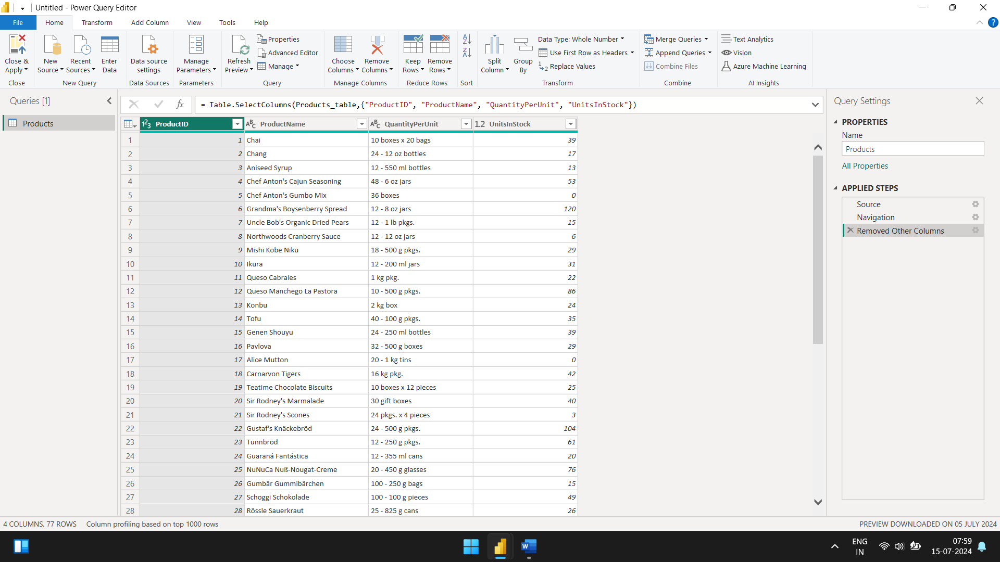 Untitled - Power Query Editor
File Home Transform Add Column View Tools Help
Close & Apply
Close
New Source
Recent Sources
Enter Data
New Query
Data source settings
Data Sources
Manage Parameters
Parameters
Refresh Preview
Properties
Advanced Editor
Manage
Query
Choose Columns
Remove Columns
Manage Columns
Keep Rows
Remove Rows
Reduce Rows
Sort
Split Column
Group By
Data Type: Whole Number
Use First Row as Headers
Replace Values
Transform
Merge Queries
Append Queries
Combine Files
Combine
Text Analytics
Vision
Azure Machine Learning
AI Insights
Queries [1]
Products
fx = Table.SelectColumns(Products_table,{"ProductID", "ProductName", "QuantityPerUnit", "UnitsInStock"})
123 ProductID ABC ProductName ABC QuantityPerUnit 1.2 UnitsInStock
1 1 Chai 10 boxes x 20 bags 39
2 2 Chang 24 - 12 oz bottles 17
3 3 Aniseed Syrup 12 - 550 ml bottles 13
4 4 Chef Anton's Cajun Seasoning 48 - 6 oz jars 53
5 5 Chef Anton's Gumbo Mix 36 boxes 0
6 6 Grandma's Boysenberry Spread 12 - 8 oz jars 120
7 7 Uncle Bob's Organic Dried Pears 12 - 1 lb pkgs. 15
8 8 Northwoods Cranberry Sauce 12 - 12 oz jars 6
9 9 Mishi Kobe Niku 18 - 500 g pkgs. 29
10 10 Ikura 12 - 200 ml jars 31
11 11 Queso Cabrales 1 kg pkg. 22
12 12 Queso Manchego La Pastora 10 - 500 g pkgs. 86
13 13 Konbu 2 kg box 24
14 14 Tofu 40 - 100 g pkgs. 35
15 15 Genen Shouyu 24 - 250 ml bottles 39
16 16 Pavlova 32 - 500 g boxes 29
17 17 Alice Mutton 20 - 1 kg tins 0
18 18 Carnarvon Tigers 16 kg pkg. 42
19 19 Teatime Chocolate Biscuits 10 boxes x 12 pieces 25
20 20 Sir Rodney's Marmalade 30 gift boxes 40
21 21 Sir Rodney's Scones 24 pkgs. x 4 pieces 3
22 22 Gustaf's Knäckebröd 24 - 500 g pkgs. 104
23 23 Tunnbröd 12 - 250 g pkgs. 61
24 24 Guaraná Fantástica 12 - 355 ml cans 20
25 25 NuNuCa Nuß-Nougat-Creme 20 - 450 g glasses 76
26 26 Gumbär Gummibärchen 100 - 250 g bags 15
27 27 Schoggi Schokolade 100 - 100 g pieces 49
28 28 Rössle Sauerkraut 25 - 825 g cans 26
Query Settings
PROPERTIES
Name
Products
All Properties
APPLIED STEPS
Source
Navigation
Removed Other Columns
4 COLUMNS, 77 ROWS Column profiling based on top 1000 rows PREVIEW DOWNLOADED ON 05 JULY 2024
ENG
IN
07:59
15-07-2024